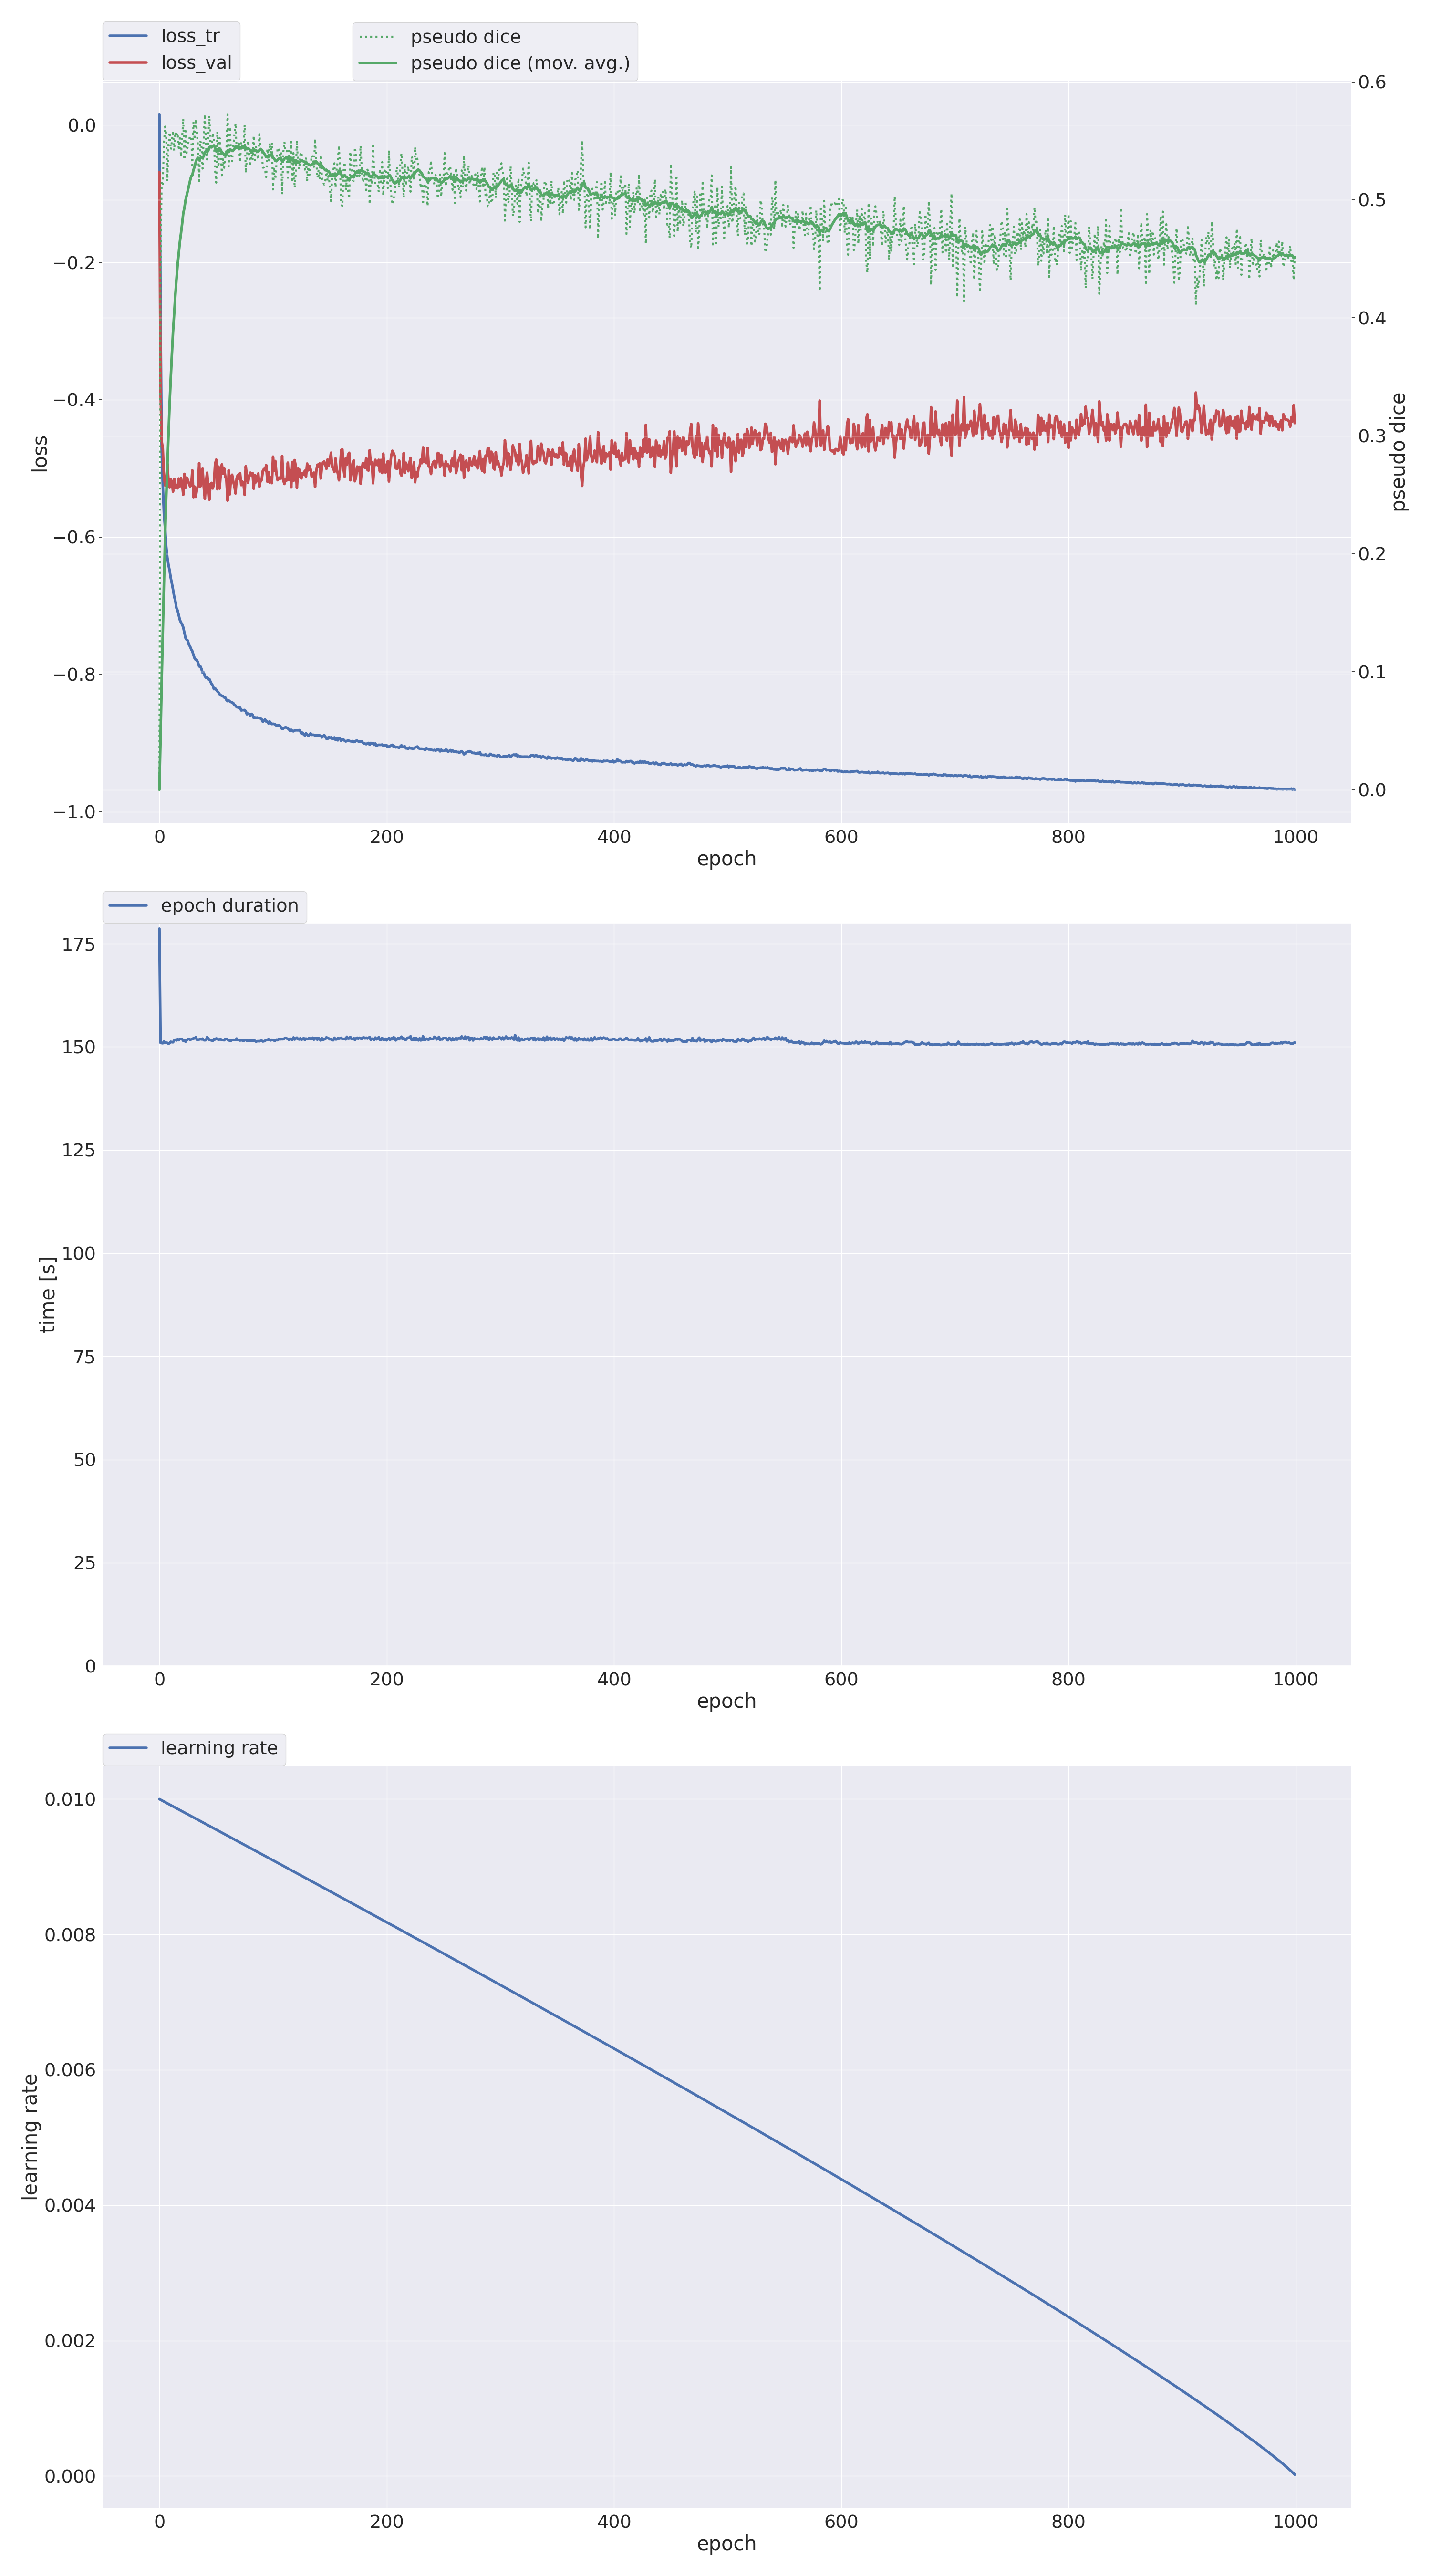 loss_tr
loss_val
pseudo dice
pseudo dice (mov. avg.)
0.0
−0.2
−0.4
−0.6
−0.8
−1.0
loss
0.6
0.5
0.4
0.3
0.2
0.1
0.0
pseudo dice
0 200 400 600 800 1000
epoch
epoch duration
175
150
125
100
75
50
25
0
time [s]
0 200 400 600 800 1000
epoch
learning rate
0.010
0.008
0.006
0.004
0.002
0.000
learning rate
0 200 400 600 800 1000
epoch